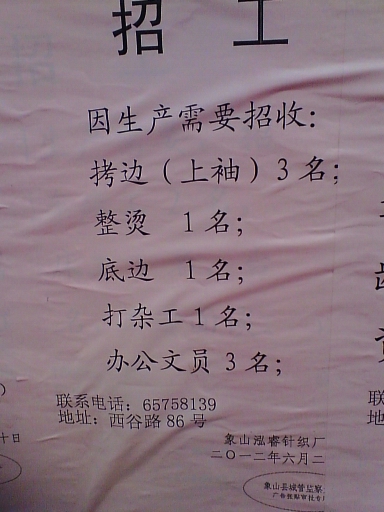 招 工
因生产需要招收：
拷边（上袖）3名；
整烫 1名；
底边 1名；
打杂工1名；
办公文员 3名；
联系电话：65758139
地址：西谷路86号
象山泓睿针织厂
二〇一二年六月二
象山县城管监察
十日
联